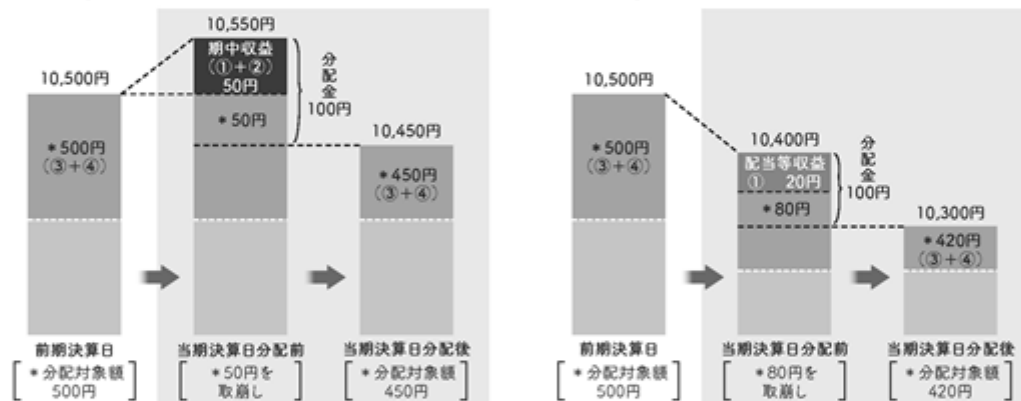 10,550円
期中収益
(①+②)
50円
10,500円
*50円
分配金
100円
10,450円
*500円
(③+④)
*450円
(③+④)
前期決算日
*分配対象額
500円
当期決算日分配前
*50円を
取崩し
当期決算日分配後
*分配対象額
450円
10,500円
10,400円
配当等収益
① 20円
*80円
分配金
100円
10,300円
*500円
(③+④)
*420円
(③+④)
前期決算日
*分配対象額
500円
当期決算日分配前
*80円を
取崩し
当期決算日分配後
*分配対象額
420円